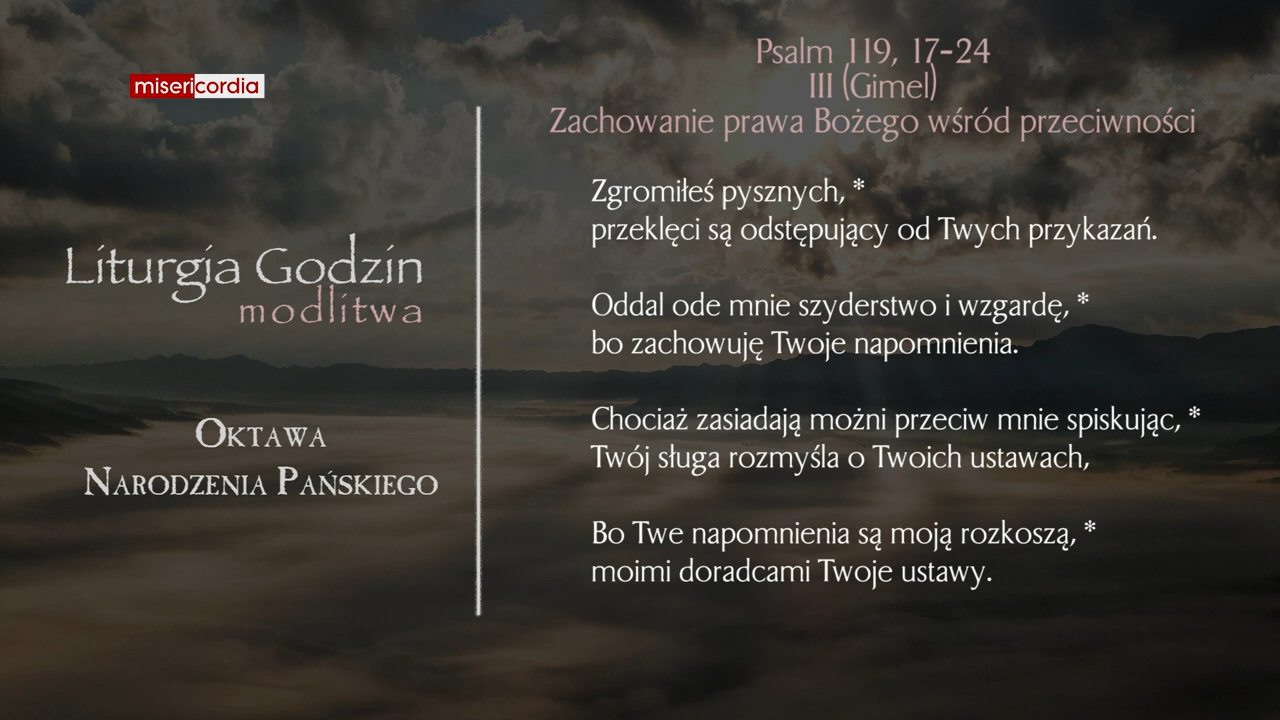 misericordia
Liturgia Godzin
modlitwa
Oktawa
Narodzenia Pańskiego
Psalm 119, 17-24
III (Gimel)
Zachowanie prawa Bożego wśród przeciwności
Zgromiłeś pysznych, *
przeklęci są odstępujący od Twych przykazań.
Oddal ode mnie szyderstwo i wzgardę, *
bo zachowuję Twoje napomnienia.
Chociaż zasiadają możni przeciw mnie spiskując, *
Twój sługa rozmyśla o Twoich ustawach,
Bo Twe napomnienia są moją rozkoszą, *
moimi doradcami Twoje ustawy.